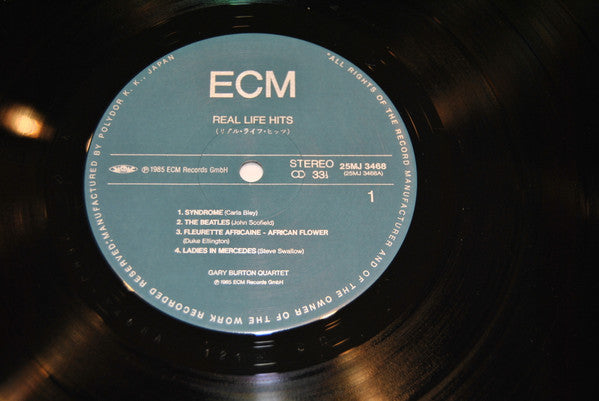 ECM
REAL LIFE HITS
(リアル・ライフ・ヒッツ)
℗ 1985 ECM Records GmbH
STEREO
33⅓
25MJ 3468
(25MJ 3468A)
1
1. SYNDROME (Carla Bley)
2. THE BEATLES (John Scofield)
3. FLEURETTE AFRICAINE - AFRICAN FLOWER
(Duke Ellington)
4. LADIES IN MERCEDES (Steve Swallow)
GARY BURTON QUARTET
℗ 1985 ECM Records GmbH
MANUFACTURED BY POLYDOR K. K., JAPAN
"ALL RIGHTS OF THE RECORD MANUFACTURER AND OF THE OWNER OF THE WORK RECORDED RESERVED: